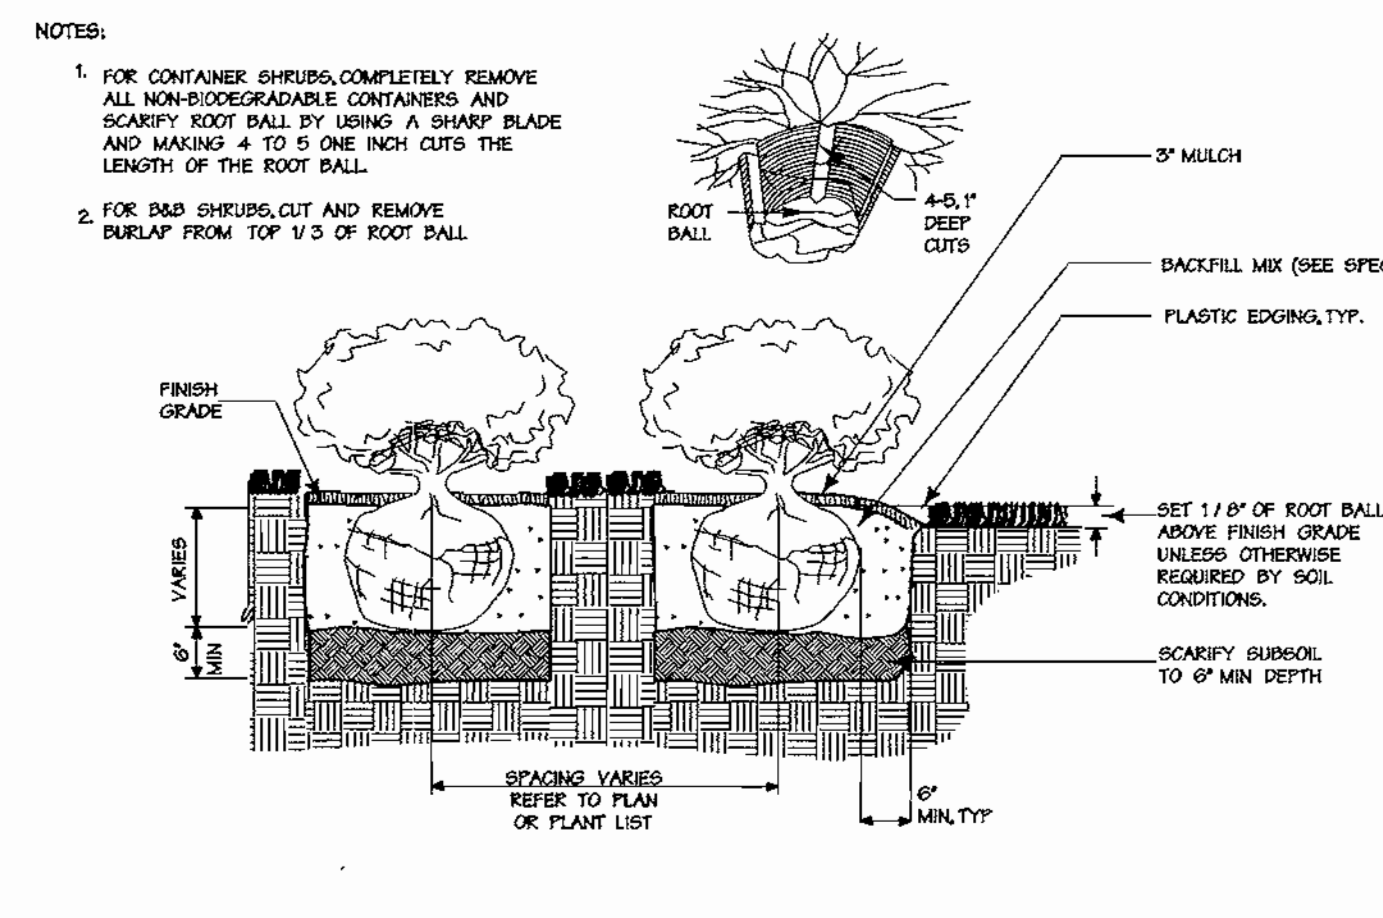 NOTES:
1. FOR CONTAINER SHRUBS, COMPLETELY REMOVE
ALL NON-BIODEGRADABLE CONTAINERS AND
SCARIFY ROOT BALL BY USING A SHARP BLADE
AND MAKING 4 TO 5 ONE INCH CUTS THE
LENGTH OF THE ROOT BALL.
2. FOR B&B SHRUBS, CUT AND REMOVE
BURLAP FROM TOP 1/3 OF ROOT BALL
ROOT
BALL
4-5, 1"
DEEP
CUTS
3" MULCH
BACKFILL MIX (SEE SPEC
PLASTIC EDGING, TYP.
FINISH
GRADE
SET 1/8" OF ROOT BALL
ABOVE FINISH GRADE
UNLESS OTHERWISE
REQUIRED BY SOIL
CONDITIONS.
VARIES
6"
MIN
SCARIFY SUBSOIL
TO 6" MIN DEPTH
SPACING VARIES
REFER TO PLAN
OR PLANT LIST
6"
MIN, TYP